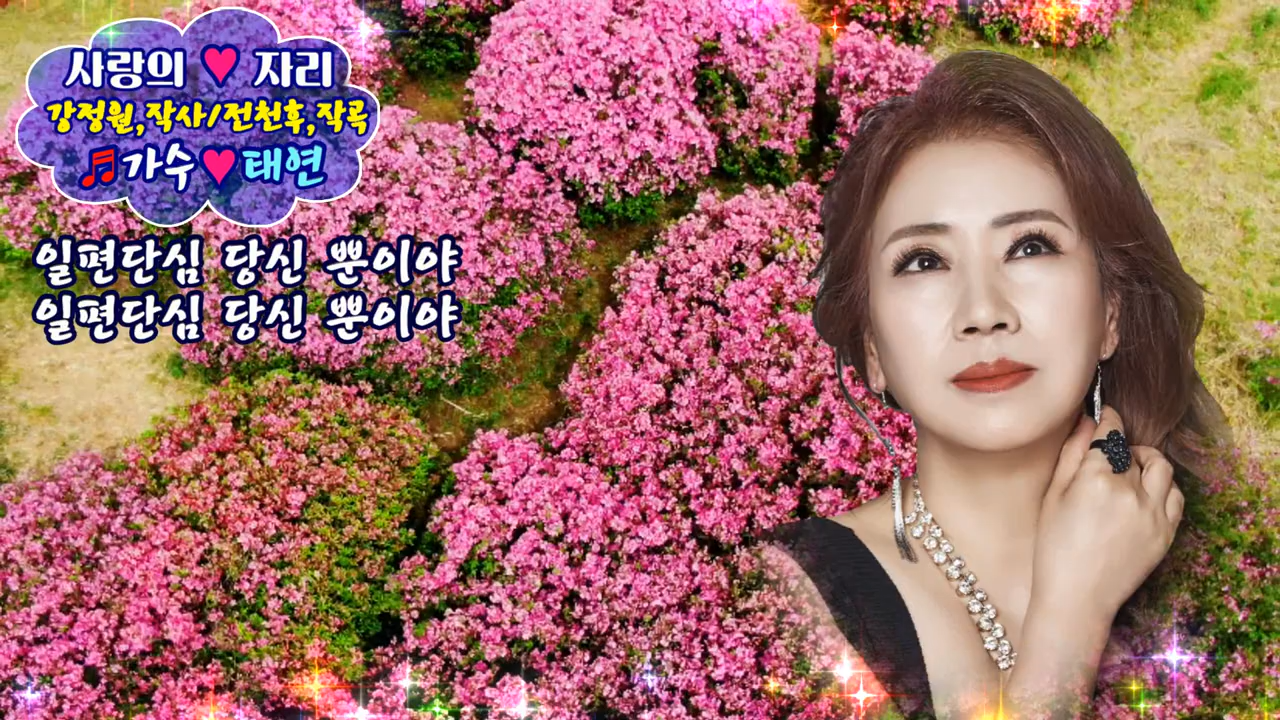 사랑의 ♥ 자리
강정원,작사/전천후,작곡
♬가수♥태연
일편단심 당신 뿐이야
일편단심 당신 뿐이야